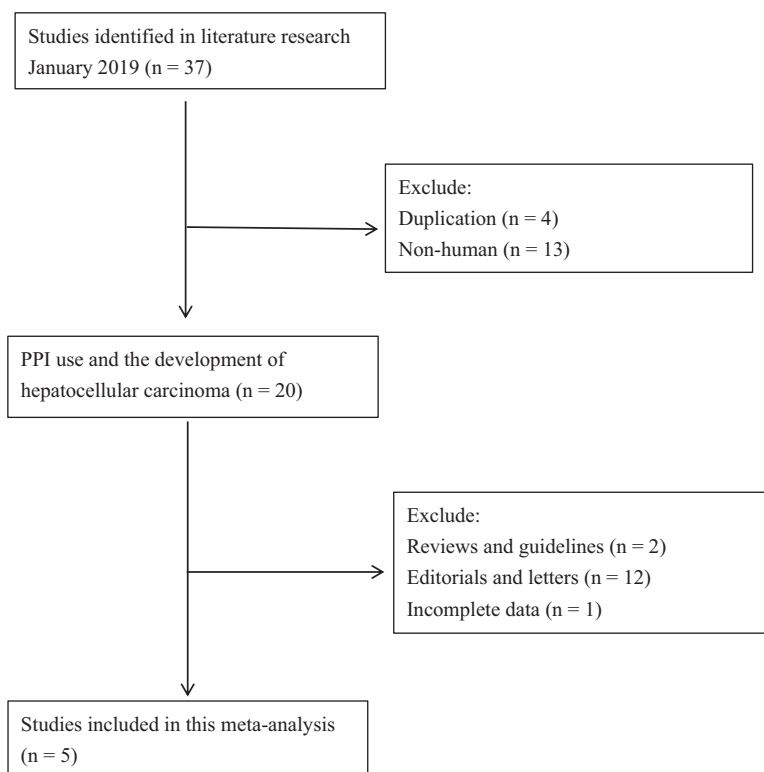 Studies identified in literature research
January 2019 (n = 37)
Exclude:
Duplication (n = 4)
Non-human (n = 13)
PPI use and the development of
hepatocellular carcinoma (n = 20)
Exclude:
Reviews and guidelines (n = 2)
Editorials and letters (n = 12)
Incomplete data (n = 1)
Studies included in this meta-analysis
(n = 5)